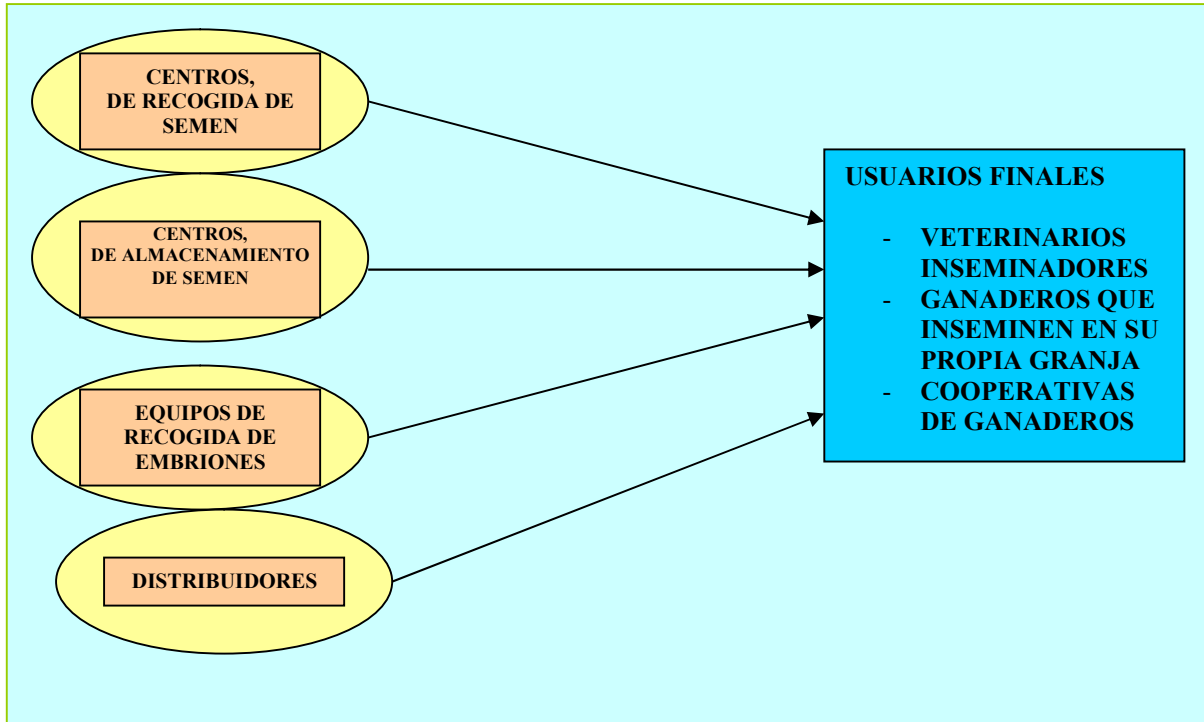 CENTROS,
DE RECOGIDA DE
SEMEN
CENTROS,
DE ALMACENAMIENTO
DE SEMEN
EQUIPOS DE
RECOGIDA DE
EMBRIONES
DISTRIBUIDORES
USUARIOS FINALES
- VETERINARIOS
INSEMINADORES
- GANADEROS QUE
INSEMINEN EN SU
PROPIA GRANJA
- COOPERATIVAS
DE GANADEROS